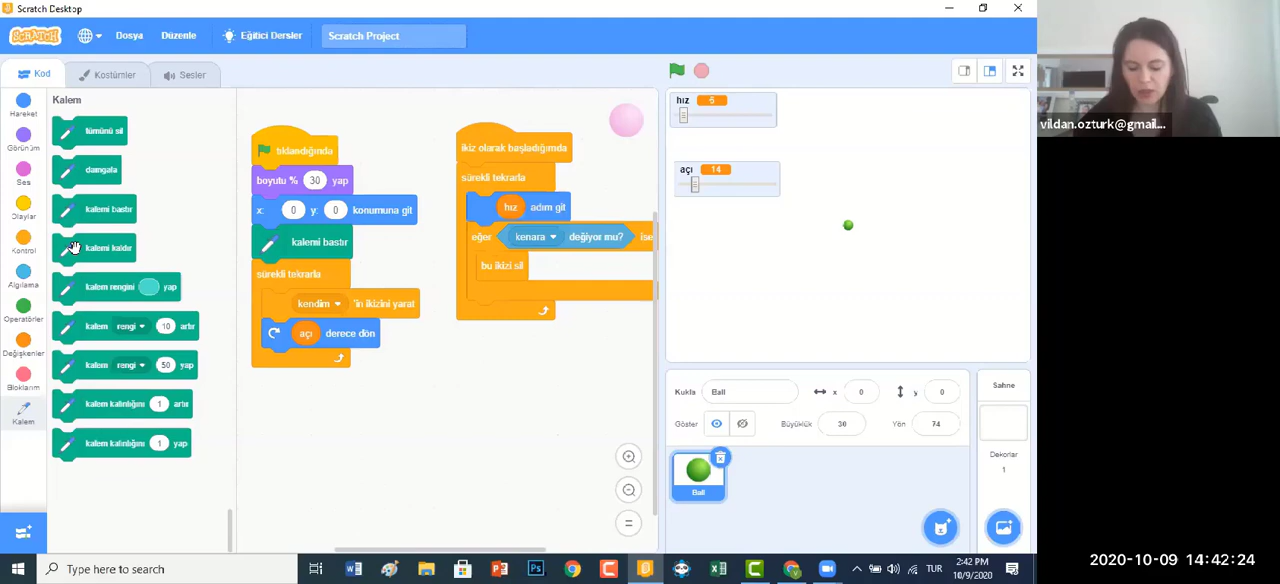 Scratch Desktop
SCRATCH
Dosya
Düzenle
Eğitici Dersler
Scratch Project
Kod
Kostümler
Sesler
Hareket
Görünüm
Ses
Olaylar
Kontrol
Algılama
Operatörler
Değişkenler
Bloklarım
Kalem
Kalem
tümünü sil
damgala
kalemi bastır
kalemi kaldır
kalem rengini yap
kalem rengi 10 artır
kalem rengi 50 yap
kalem kalınlığını 1 artır
kalem kalınlığını 1 yap
tıklandığında
boyutu % 30 yap
x: 0 y: 0 konumuna git
kalemi bastır
sürekli tekrarla
kendim 'in ikizini yarat
açı derece dön
ikiz olarak başladığımda
sürekli tekrarla
hız adım git
eğer kenara değiyor mu? ise
bu ikizi sil
hız 5
açı 14
Kukla Ball x 0 y 0
Göster Büyüklük 30 Yön 74
Ball
Sahne
Dekorlar
1
vildan.ozturk@gmail....
Type here to search
TUR
2:42 PM
10/9/2020
2020-10-09 14:42:24